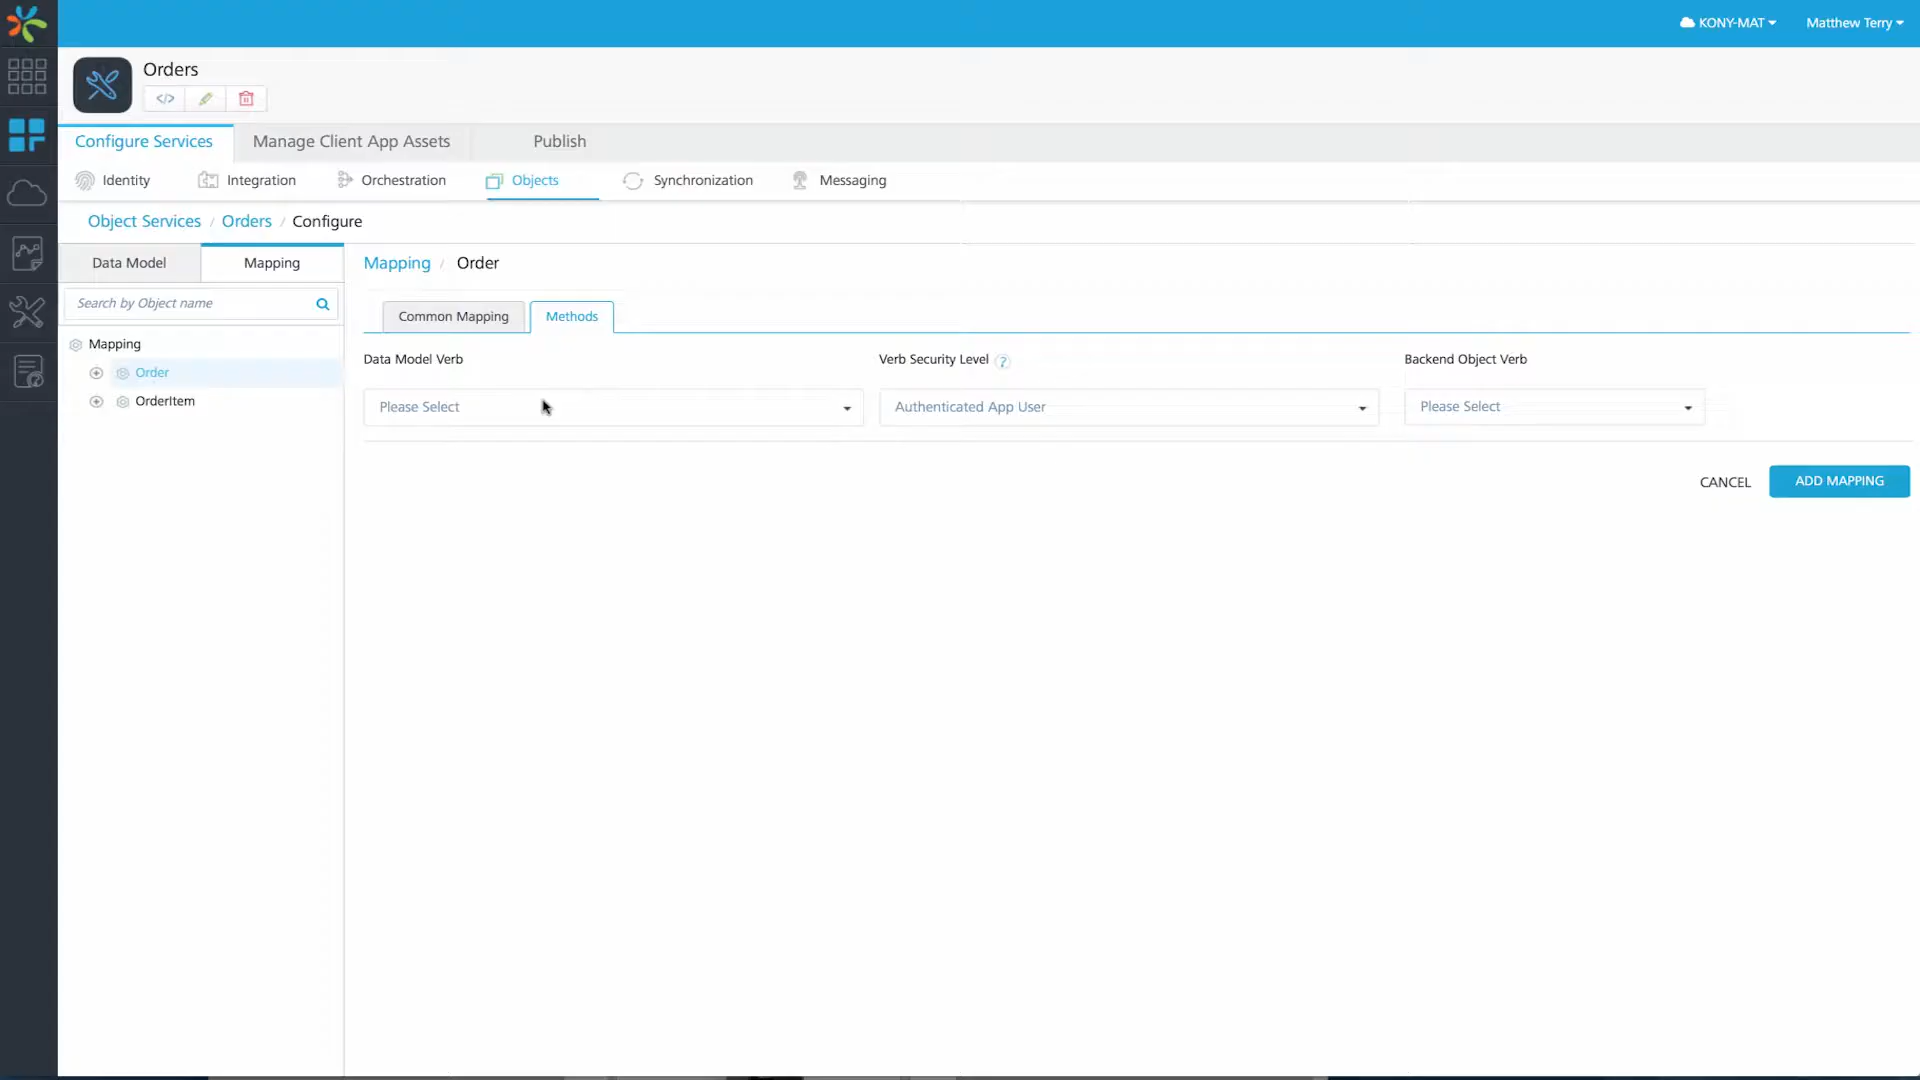 KONY-MAT
Matthew Terry
Orders
</>
Configure Services
Manage Client App Assets
Publish
Identity
Integration
Orchestration
Objects
Synchronization
Messaging
Object Services / Orders / Configure
Data Model
Mapping
Mapping / Order
Search by Object name
Common Mapping
Methods
Mapping
Order
OrderItem
Data Model Verb
Verb Security Level ?
Backend Object Verb
Please Select
Authenticated App User
Please Select
CANCEL
ADD MAPPING